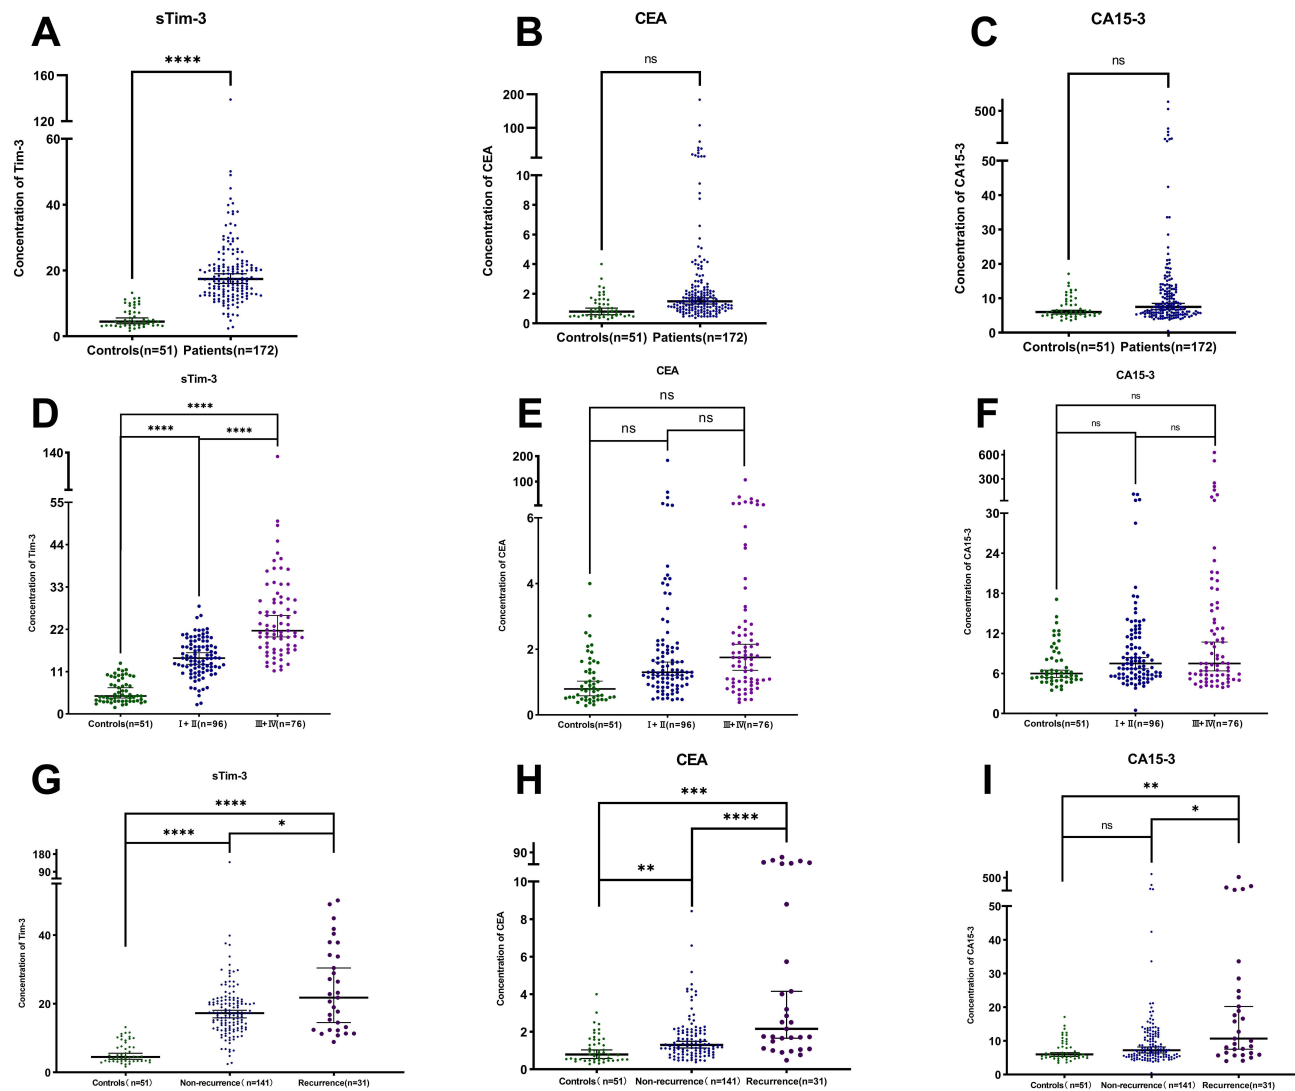 A
sTim-3
****
Concentration of Tim-3
160
120
60
40
20
0
Controls(n=51) Patients(n=172)
B
CEA
ns
Concentration of CEA
200
100
10
8
6
4
2
0
Controls(n=51) Patients(n=172)
C
CA15-3
ns
Concentration of CA15-3
500
50
40
30
20
10
0
Controls(n=51) Patients(n=172)
D
sTim-3
****
**** ****
Concentration of Tim-3
140
55
44
33
22
11
0
Controls(n=51) Ⅰ+Ⅱ(n=96) Ⅲ+Ⅳ(n=76)
E
CEA
ns
ns ns
Concentration of CEA
200
100
6
4
2
0
Controls(n=51) Ⅰ+Ⅱ(n=96) Ⅲ+Ⅳ(n=76)
F
CA15-3
ns
ns ns
Concentration of CA15-3
600
300
30
24
18
12
6
0
Controls(n=51) Ⅰ+Ⅱ(n=96) Ⅲ+Ⅳ(n=76)
G
sTim-3
****
**** *
Concentration of Tim-3
180
90
40
20
0
Controls(n=51) Non-recurrence(n=141) Recurrence(n=31)
H
CEA
***
****
**
Concentration of CEA
90
10
8
6
4
2
0
Controls(n=51) Non-recurrence(n=141) Recurrence(n=31)
I
CA15-3
**
*
ns
Concentration of CA15-3
500
50
40
30
20
10
0
Controls(n=51) Non-recurrence(n=141) Recurrence(n=31)